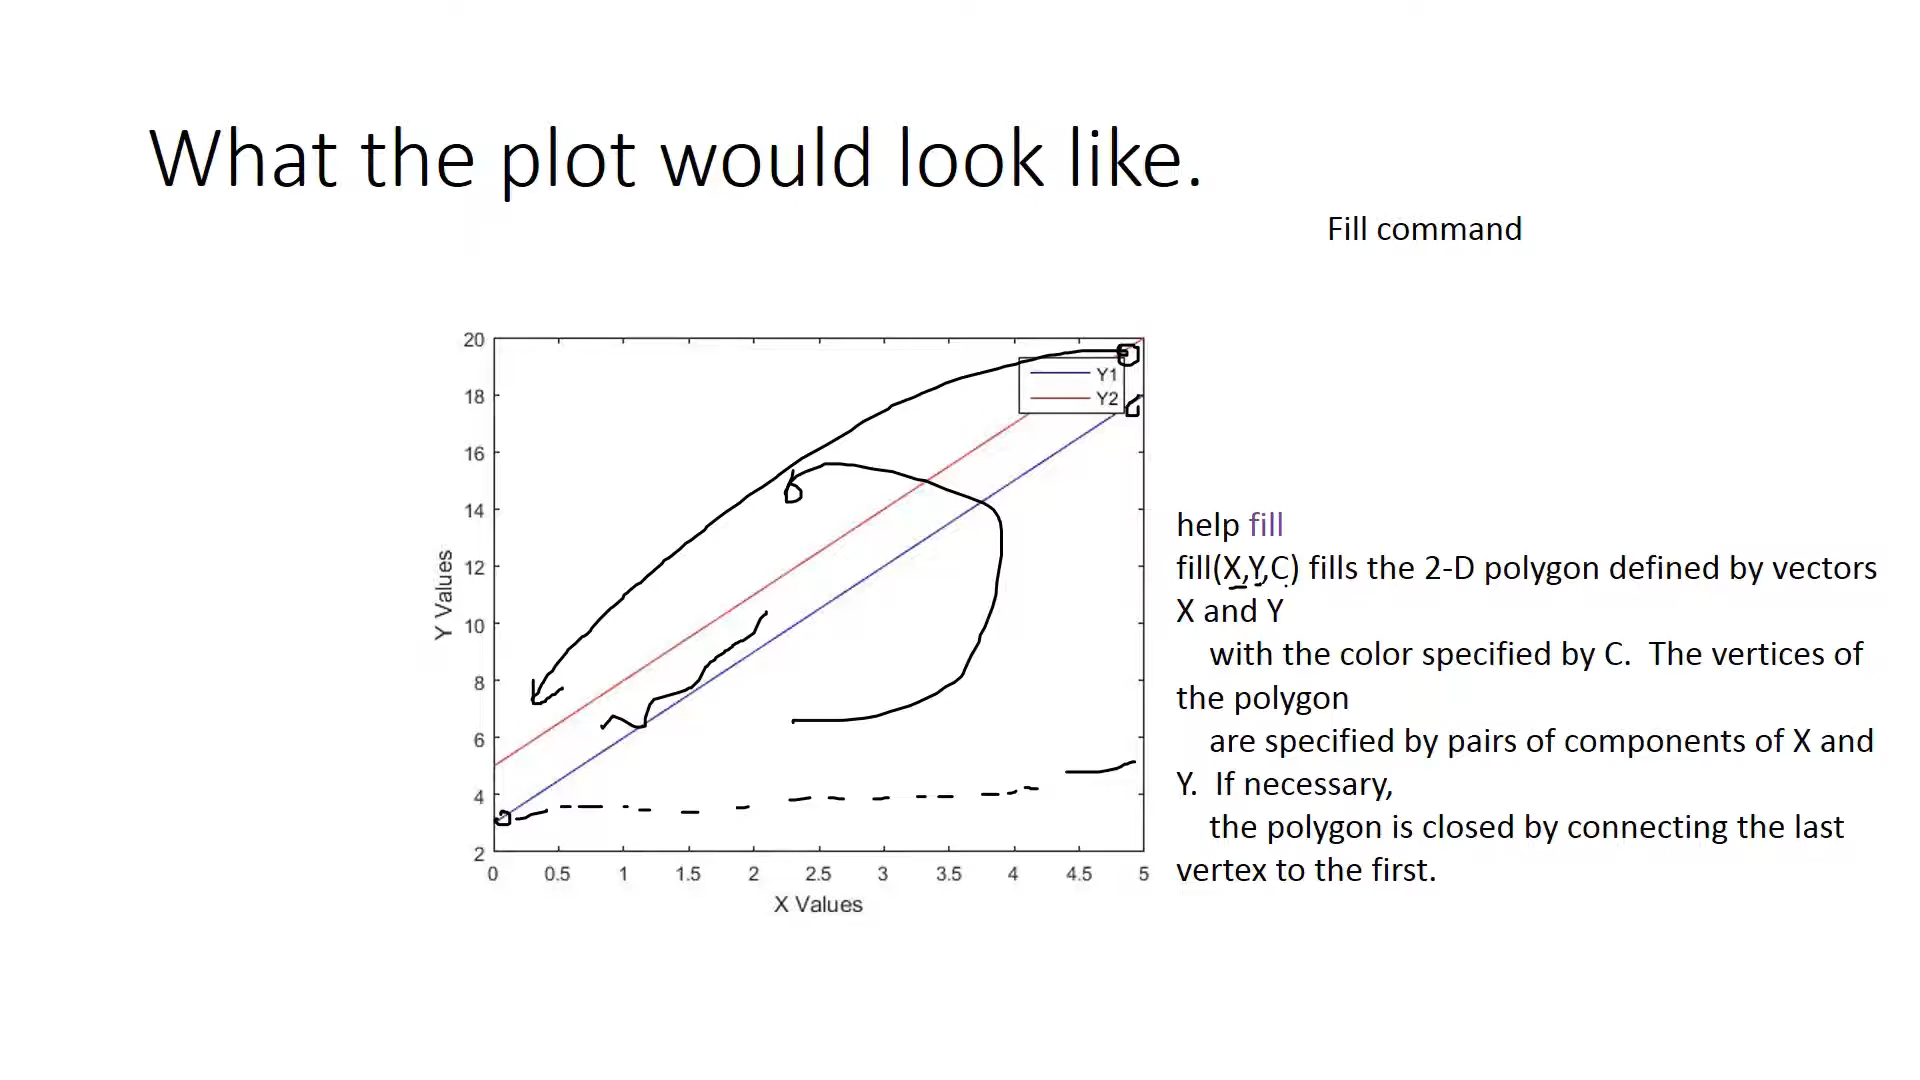 What the plot would look like.
Fill command
20
18
16
14
12
10
8
6
4
2
Y Values
Y1
Y2
0 0.5 1 1.5 2 2.5 3 3.5 4 4.5 5
X Values
help fill
fill(X,Y,C) fills the 2-D polygon defined by vectors
X and Y
with the color specified by C. The vertices of
the polygon
are specified by pairs of components of X and
Y. If necessary,
the polygon is closed by connecting the last
vertex to the first.